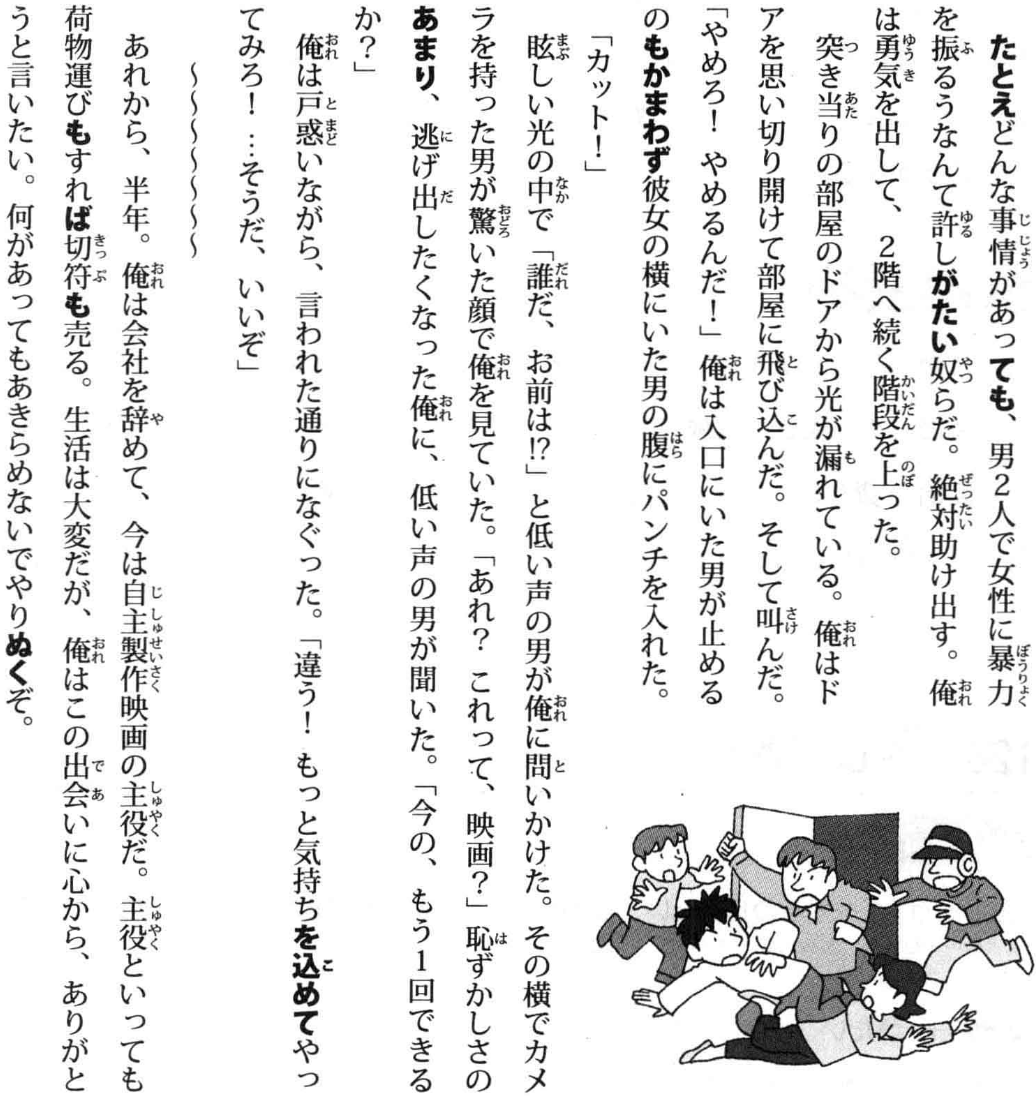 たとえどんな事情があっても、男2人で女性に暴力
を振るうなんて許しがたい奴らだ。絶対助け出す。俺
は勇気を出して、2階へ続く階段を上った。
突き当りの部屋のドアから光が漏れている。俺はド
アを思い切り開けて部屋に飛び込んだ。そして叫んだ。
「やめろ！ やめるんだ！」俺は入口にいた男が止める
のもかまわず彼女の横にいた男の腹にパンチを入れた。
「カット！」
眩しい光の中で「誰だ、お前は!?」と低い声の男が俺に問いかけた。その横でカメ
ラを持った男が驚いた顔で俺を見ていた。「あれ？ これって、映画？」恥ずかしさの
あまり、逃げ出したくなった俺に、低い声の男が聞いた。「今の、もう1回できる
か？」
俺は戸惑いながら、言われた通りになぐった。「違う！ もっと気持ちを込めてやっ
てみろ！…そうだ、いいぞ」
～～～～～～～
あれから、半年。俺は会社を辞めて、今は自主製作映画の主役だ。主役といっても
荷物運びもすれば切符も売る。生活は大変だが、俺はこの出会いに心から、ありがと
うと言いたい。何があってもあきらめないでやりぬくぞ。